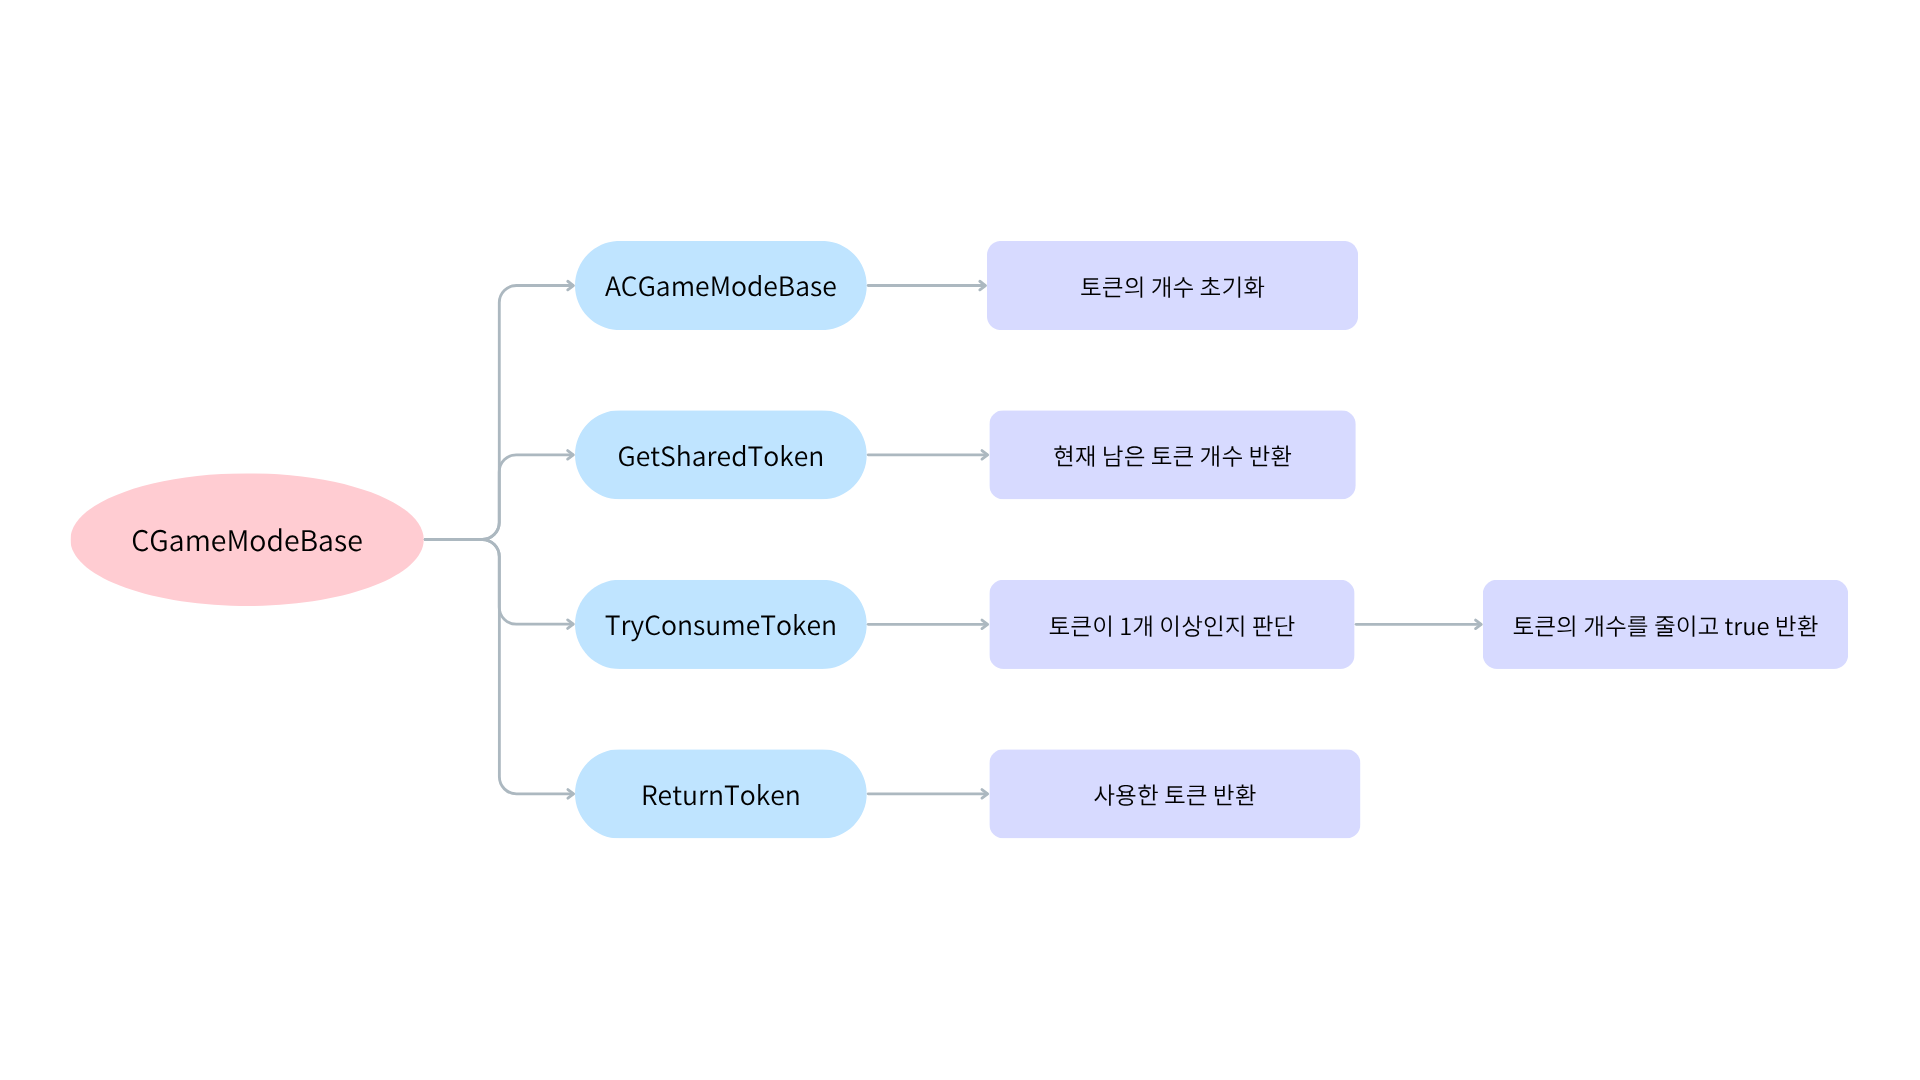 CGameModeBase
ACGameModeBase
토큰의 개수 초기화
GetSharedToken
현재 남은 토큰 개수 반환
TryConsumeToken
토큰이 1개 이상인지 판단
토큰의 개수를 줄이고 true 반환
ReturnToken
사용한 토큰 반환